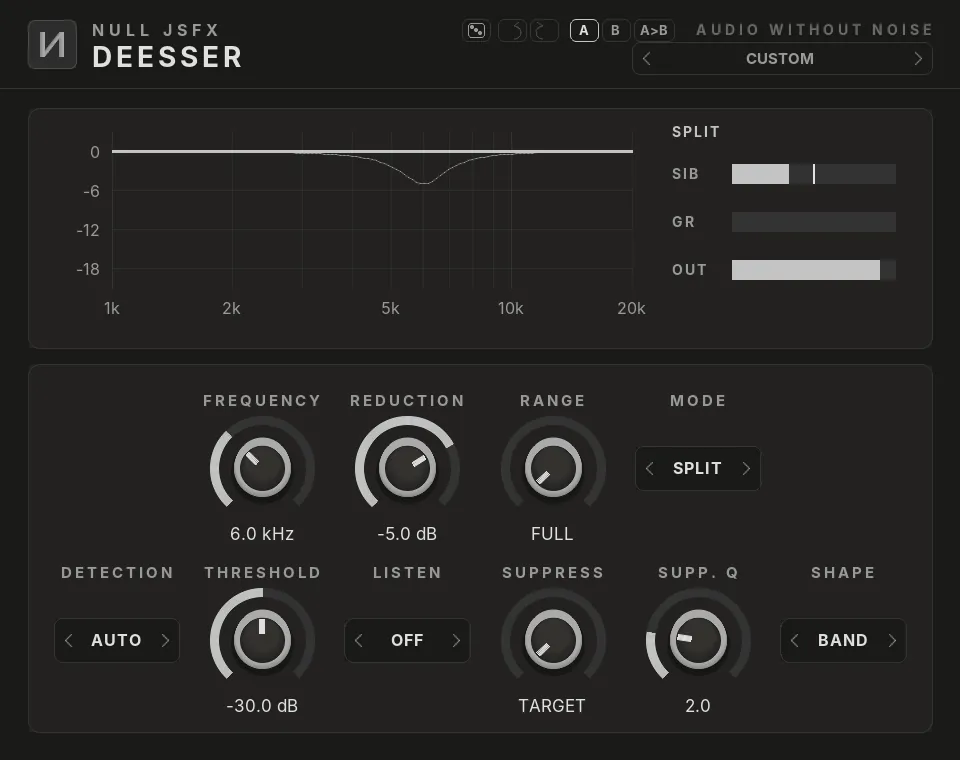 NULL JSFX
DEESSER
A B A>B
AUDIO WITHOUT NOISE
CUSTOM
0
-6
-12
-18
1k 2k 5k 10k 20k
SPLIT
SIB
GR
OUT
FREQUENCY REDUCTION RANGE MODE
SPLIT
6.0 kHz -5.0 dB FULL
DETECTION THRESHOLD LISTEN SUPPRESS SUPP. Q SHAPE
AUTO OFF BAND
-30.0 dB TARGET 2.0